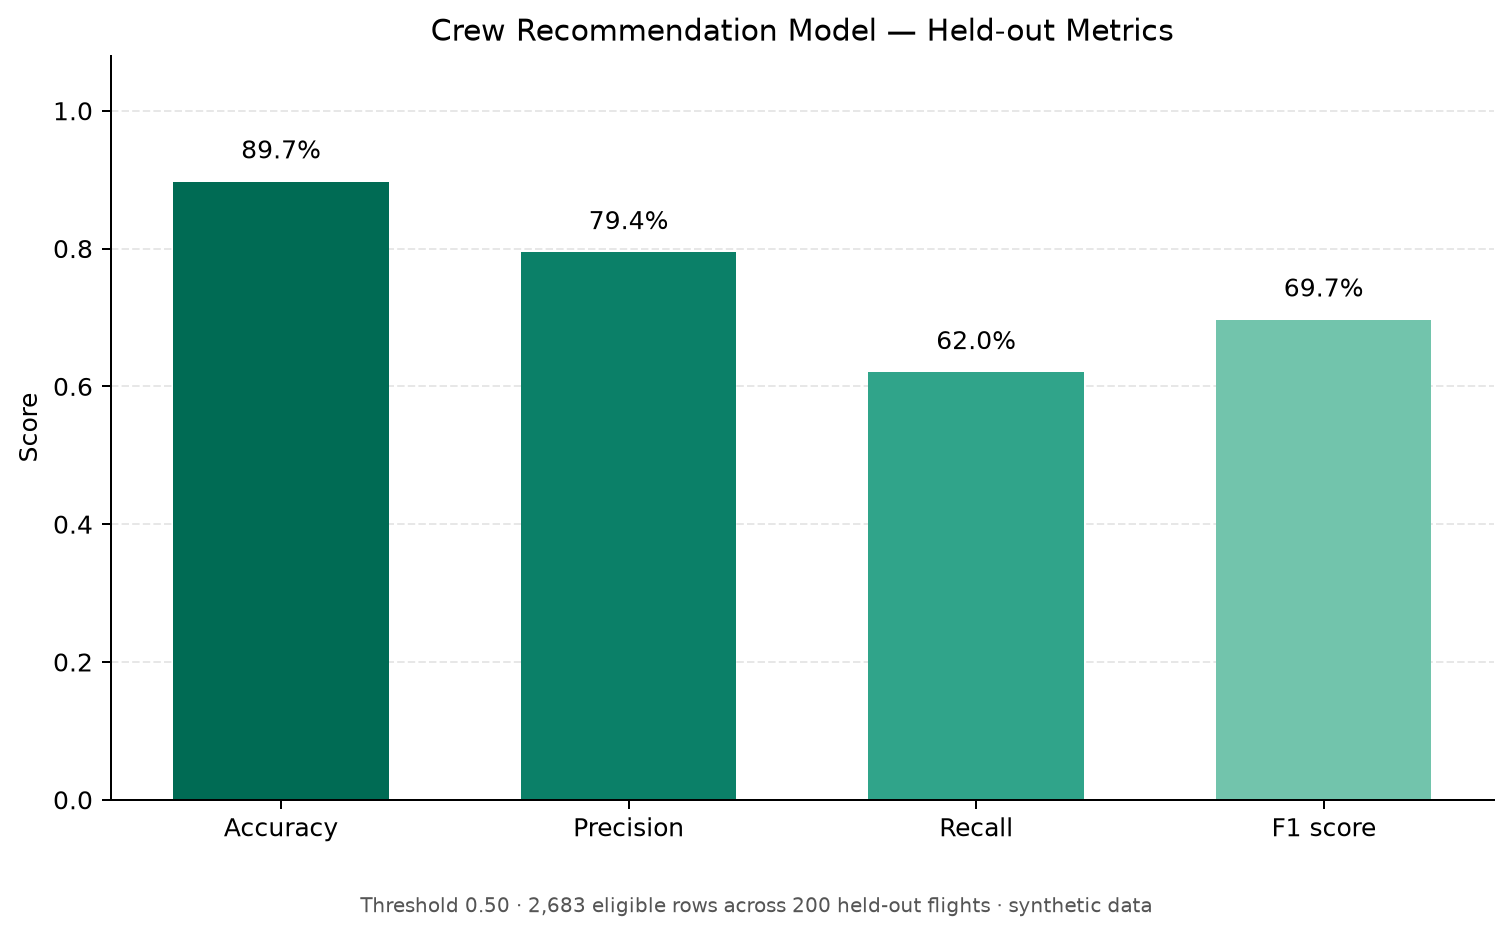 Crew Recommendation Model — Held-out Metrics
1.0
0.8
0.6
0.4
0.2
0.0
Score
89.7%
79.4%
62.0%
69.7%
Accuracy
Precision
Recall
F1 score
Threshold 0.50 · 2,683 eligible rows across 200 held-out flights · synthetic data